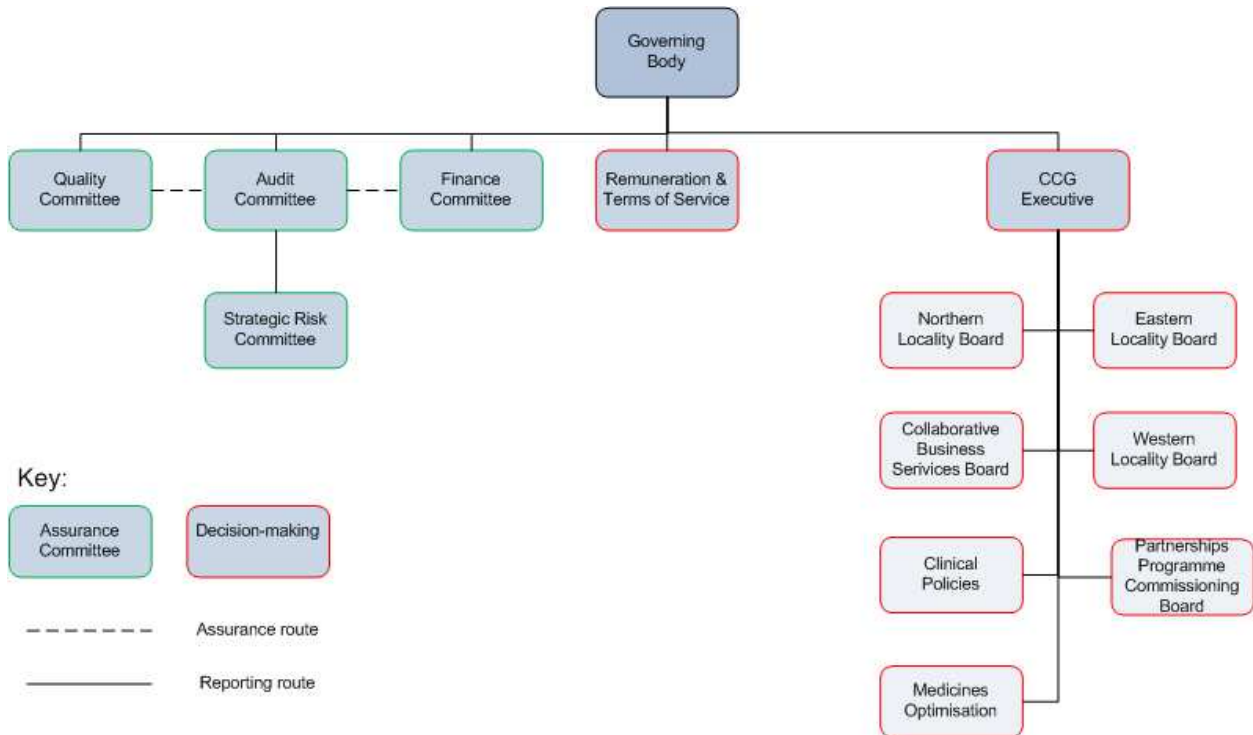 Governing
Body
Quality
Committee
Audit
Committee
Finance
Committee
Remuneration &
Terms of Service
CCG
Executive
Strategic Risk
Committee
Northern
Locality Board
Eastern
Locality Board
Collaborative
Business
Serivices Board
Western
Locality Board
Clinical
Policies
Partnerships
Programme
Commissioning
Board
Medicines
Optimisation
Key:
Assurance
Committee
Decision-making
Assurance route
Reporting route